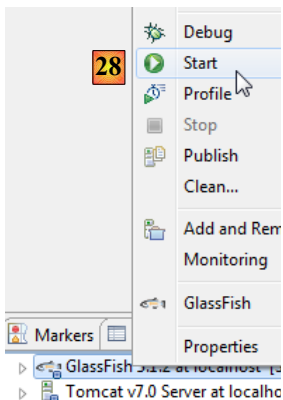 Debug
28
Start
Profile
Stop
Publish
Clean...
Add and Rem
Monitoring
GlassFish
Properties
Markers
GlassFish 3.1.2 at localhost [S
Tomcat v7.0 Server at localho